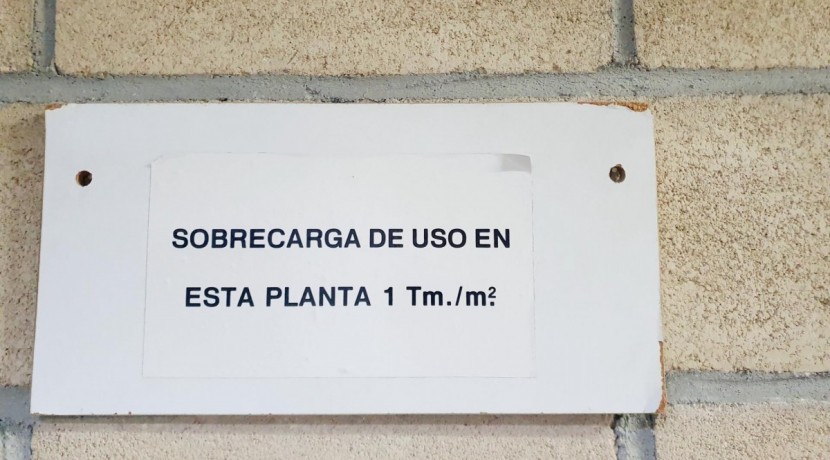 SOBRECARGA DE USO EN
ESTA PLANTA 1 Tm./m².